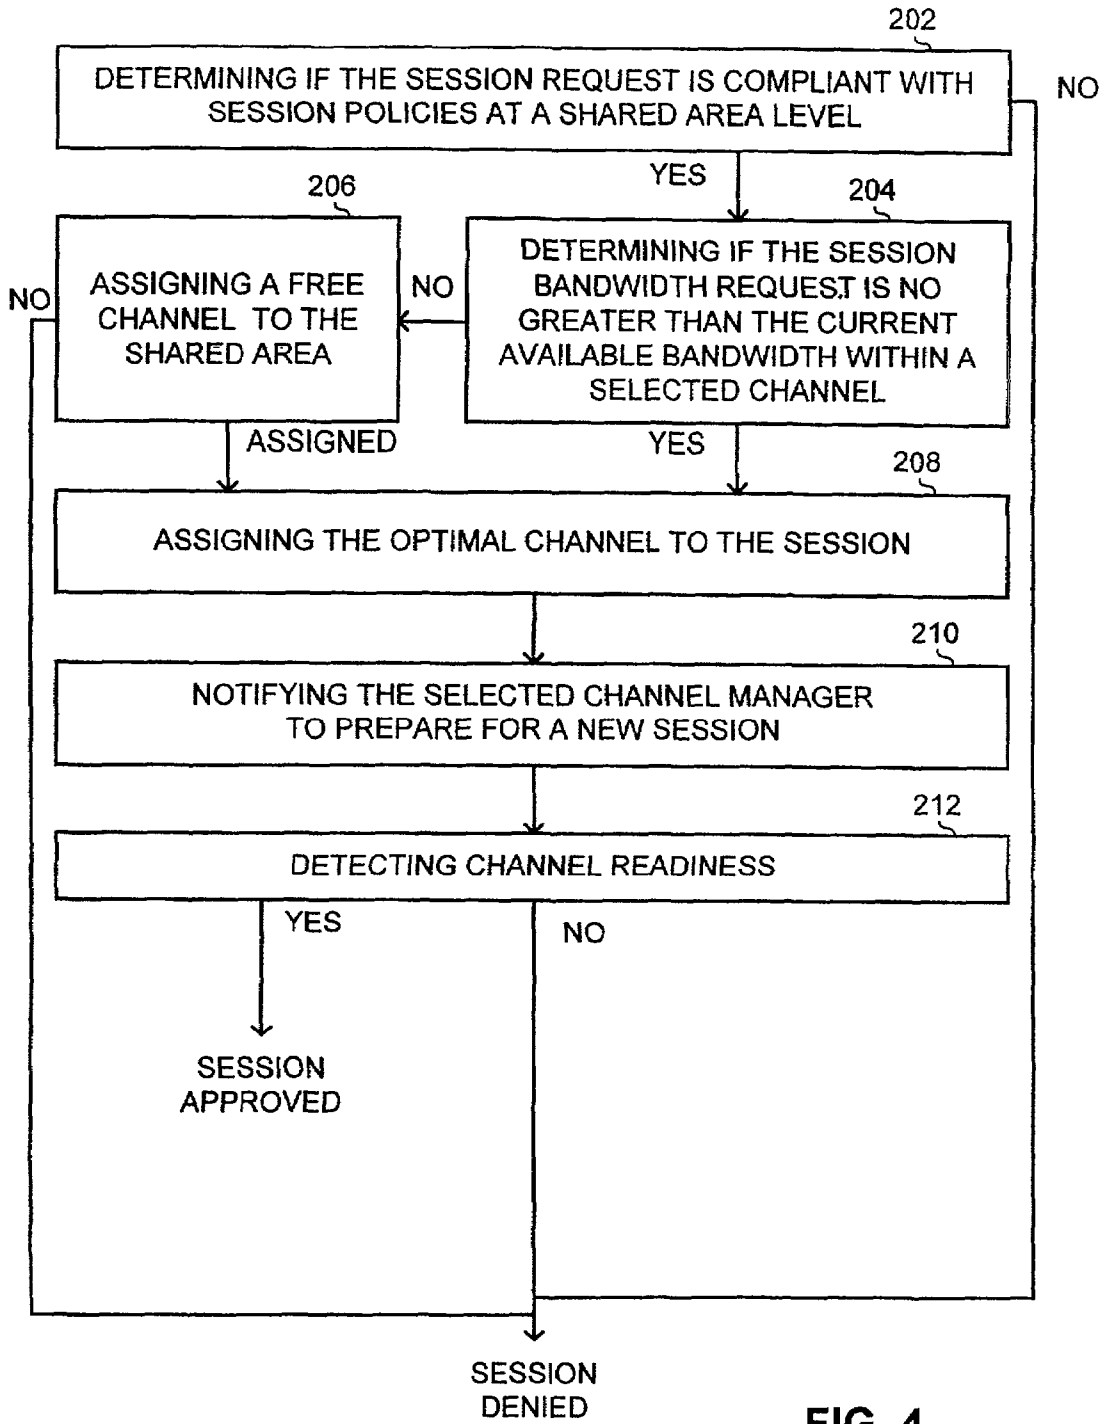 202
DETERMINING IF THE SESSION REQUEST IS COMPLIANT WITH
SESSION POLICIES AT A SHARED AREA LEVEL
NO
YES
206
204
ASSIGNING A FREE
CHANNEL TO THE
SHARED AREA
NO
NO
DETERMINING IF THE SESSION
BANDWIDTH REQUEST IS NO
GREATER THAN THE CURRENT
AVAILABLE BANDWIDTH WITHIN A
SELECTED CHANNEL
ASSIGNED
YES
208
ASSIGNING THE OPTIMAL CHANNEL TO THE SESSION
210
NOTIFYING THE SELECTED CHANNEL MANAGER
TO PREPARE FOR A NEW SESSION
212
DETECTING CHANNEL READINESS
YES
NO
SESSION
APPROVED
SESSION
DENIED
FIG. 4